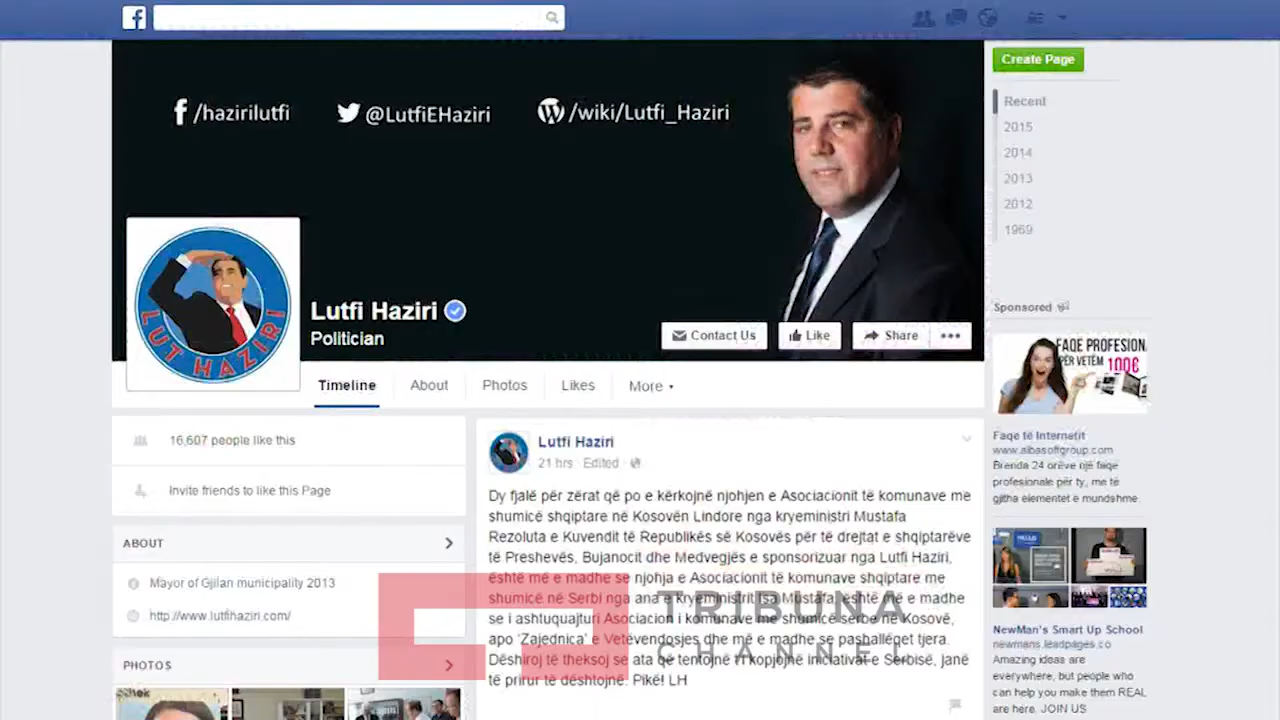 f
/hazirilutfi
@LutfiEHaziri
/wiki/Lutfi_Haziri
Create Page
Recent
2015
2014
2013
2012
1969
LUT HAZIRI
Lutfi Haziri
Politician
Contact Us
Like
Share
Timeline
About
Photos
Likes
More
16,607 people like this
Invite friends to like this Page
ABOUT
Mayor of Gjilan municipality 2013
http://www.lutfihaziri.com/
PHOTOS
Lutfi Haziri
21 hrs · Edited ·
Dy fjalë për zërat që po e kërkojnë njohjen e Asociacionit të komunave me
shumicë shqiptare në Kosovën Lindore nga kryeministri Mustafa
Rezoluta e Kuvendit të Republikës së Kosovës për të drejtat e shqiptarëve
të Preshevës, Bujanocit dhe Medvegjës e sponsorizuar nga Lutfi Haziri,
është më e madhe se njohja e Asociacionit të komunave shqiptare me
shumicë në Serbi nga ana e kryeministrit Isa Mustafa, është më e madhe
se i ashtuquajturi Asociacion i komunave me shumicë serbe në Kosovë,
apo 'Zajednica' e Vetëvendosjes dhe më e madhe se pashallëqet tjera.
Dëshiroj të theksoj se ata që tentojnë ti kopjojnë iniciativat e Serbisë, janë
të prirur të dështojnë. Pikë! LH
TRIBUNA
CHANNEL
Sponsored
FAQE PROFESION
PËR VETËM 100€
Faqe të Internetit
www.albasoftgroup.com
Brenda 24 orëve një faqe
profesionale për ty, me të
gjitha elementet e mundshme.
NewMan's Smart Up School
newmans.leadpages.co
Amazing ideas are
everywhere, but people who
can help you make them REAL
are here. JOIN US